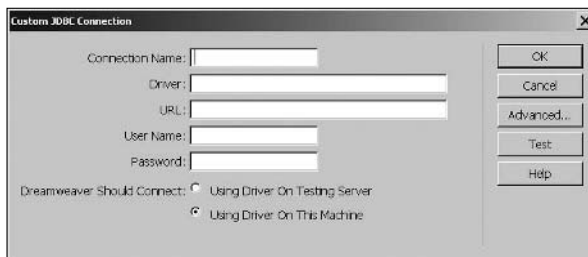 Custom JDBC Connection
Connection Name:
OK
Driver:
Cancel
URL:
Advanced...
User Name:
Test
Password:
Help
Dreamweaver Should Connect:
Using Driver On Testing Server
Using Driver On This Machine